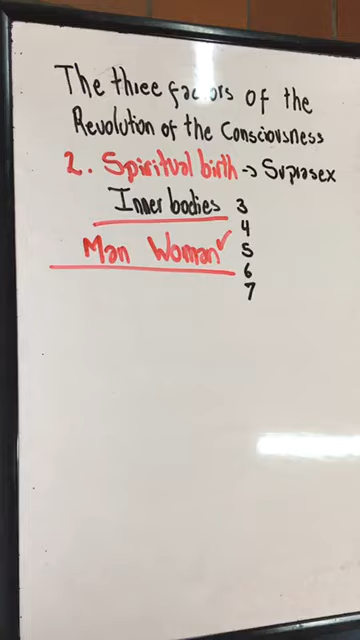 The three factors of the
Revolution of the Consciousness
2. Spiritual birth -> Suprasex
Inner bodies 3
4
Man Woman 5
6
7